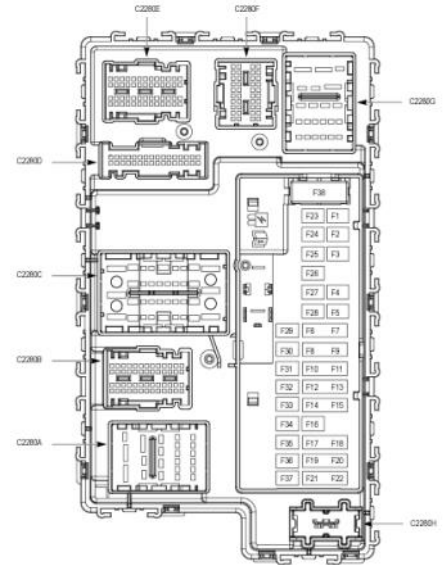 C2280E C2280F
C2280G
C2280D
F38
F23 F1
F24 F2
F25 F3
F26
C2280C
F27 F4
F28 F5
F29 F6 F7
C2280B
F30 F8 F9
F31 F10 F11
F32 F12 F13
F33 F14 F15
F34 F16
C2280A
F35 F17 F18
F36 F19 F20
F37 F21 F22
C2280H